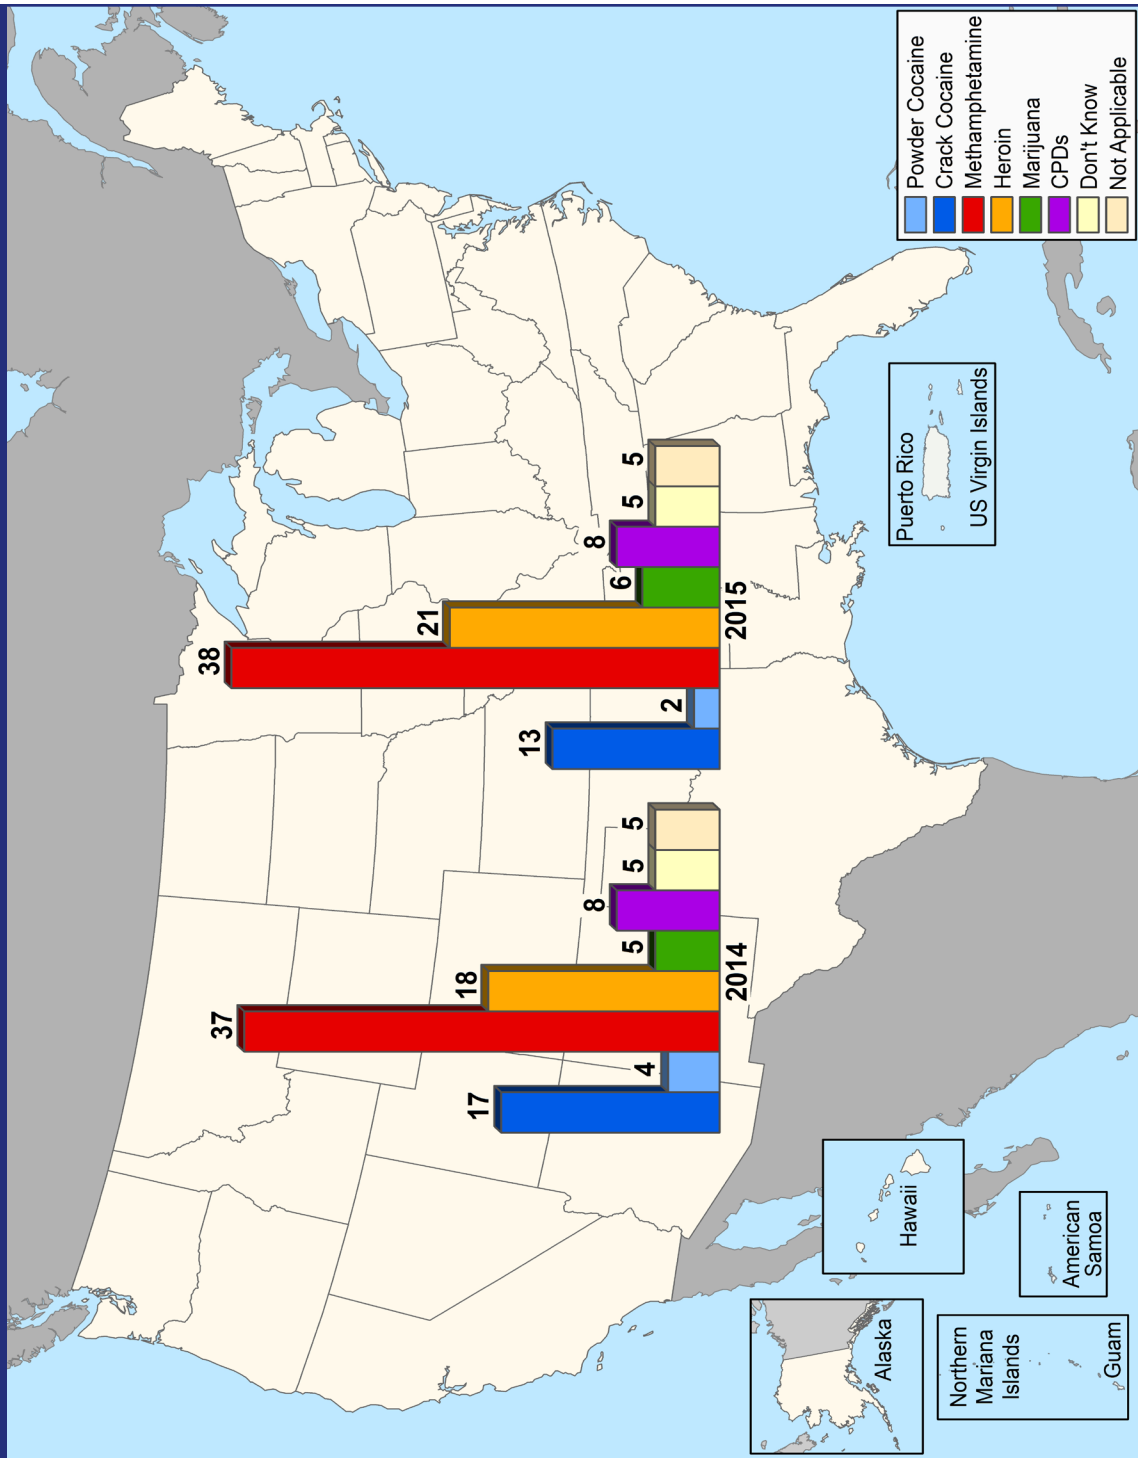 37
38
17
18
21
13
4
5
8
5
5
2
6
8
5
5
2014
2015
Powder Cocaine
Crack Cocaine
Methamphetamine
Heroin
Marijuana
CPDs
Don't Know
Not Applicable
Alaska
Hawaii
Northern
Mariana
Islands
Guam
American
Samoa
Puerto Rico
US Virgin Islands